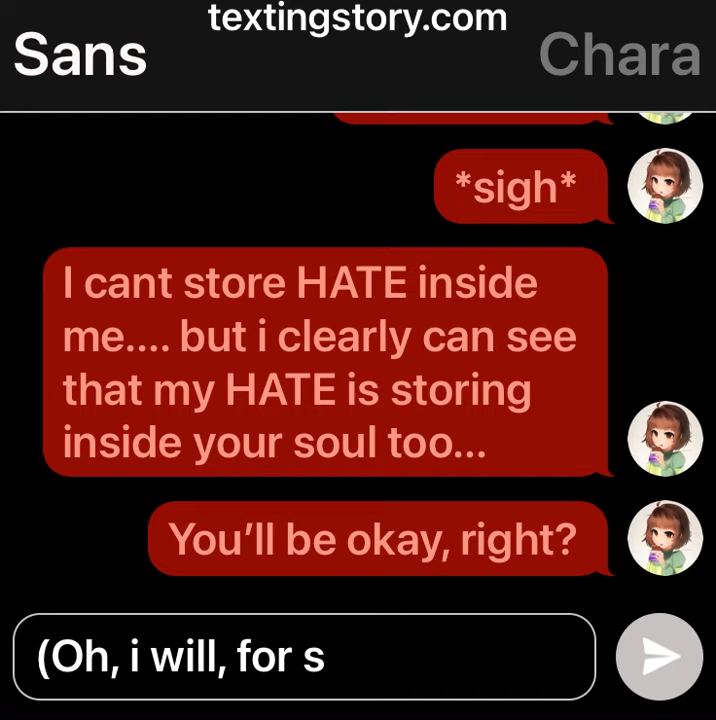 textingstory.com
Sans
Chara
*sigh*
I cant store HATE inside
me.... but i clearly can see
that my HATE is storing
inside your soul too...
You’ll be okay, right?
(Oh, i will, for s